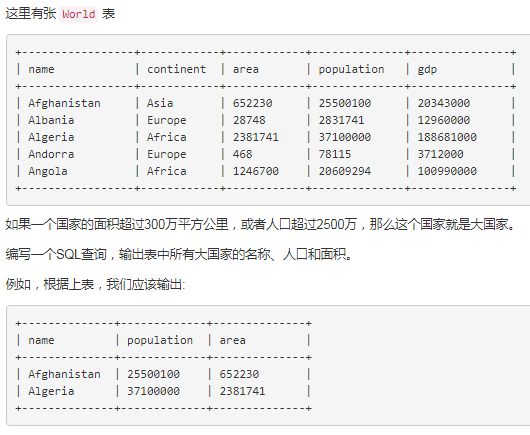 这里有张 World 表
+-----------------+------------+------------+--------------+---------------+
| name            | continent  | area       | population   | gdp           |
+-----------------+------------+------------+--------------+---------------+
| Afghanistan     | Asia       | 652230     | 25500100     | 20343000      |
| Albania         | Europe     | 28748      | 2831741      | 12960000      |
| Algeria         | Africa     | 2381741    | 37100000     | 188681000     |
| Andorra         | Europe     | 468        | 78115        | 3712000       |
| Angola          | Africa     | 1246700    | 20609294     | 100990000     |
+-----------------+------------+------------+--------------+---------------+
如果一个国家的面积超过300万平方公里，或者人口超过2500万，那么这个国家就是大国家。
编写一个SQL查询，输出表中所有大国家的名称、人口和面积。
例如，根据上表，我们应该输出:
+--------------+-------------+--------------+
| name         | population  | area         |
+--------------+-------------+--------------+
| Afghanistan  | 25500100    | 652230       |
| Algeria      | 37100000    | 2381741      |
+--------------+-------------+--------------+